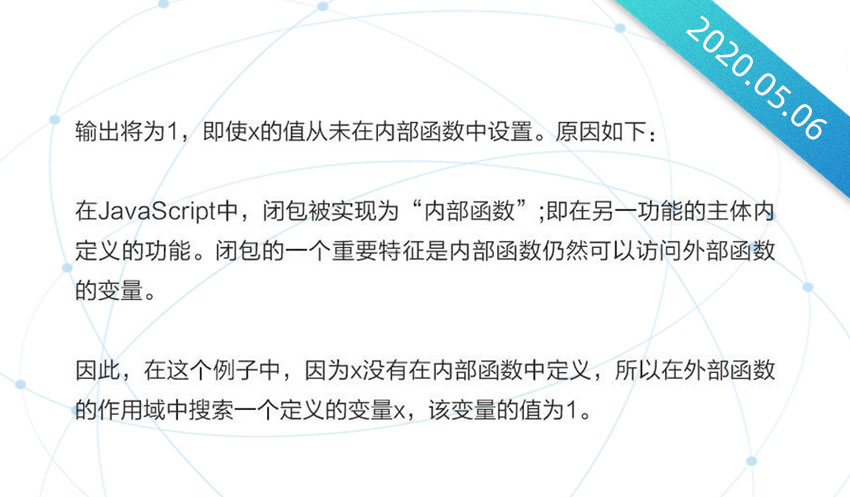 2020.05.06
输出将为1，即使x的值从未在内部函数中设置。原因如下：
在JavaScript中，闭包被实现为“内部函数”;即在另一功能的主体内
定义的功能。闭包的一个重要特征是内部函数仍然可以访问外部函数
的变量。
因此，在这个例子中，因为x没有在内部函数中定义，所以在外部函数
的作用域中搜索一个定义的变量x，该变量的值为1。